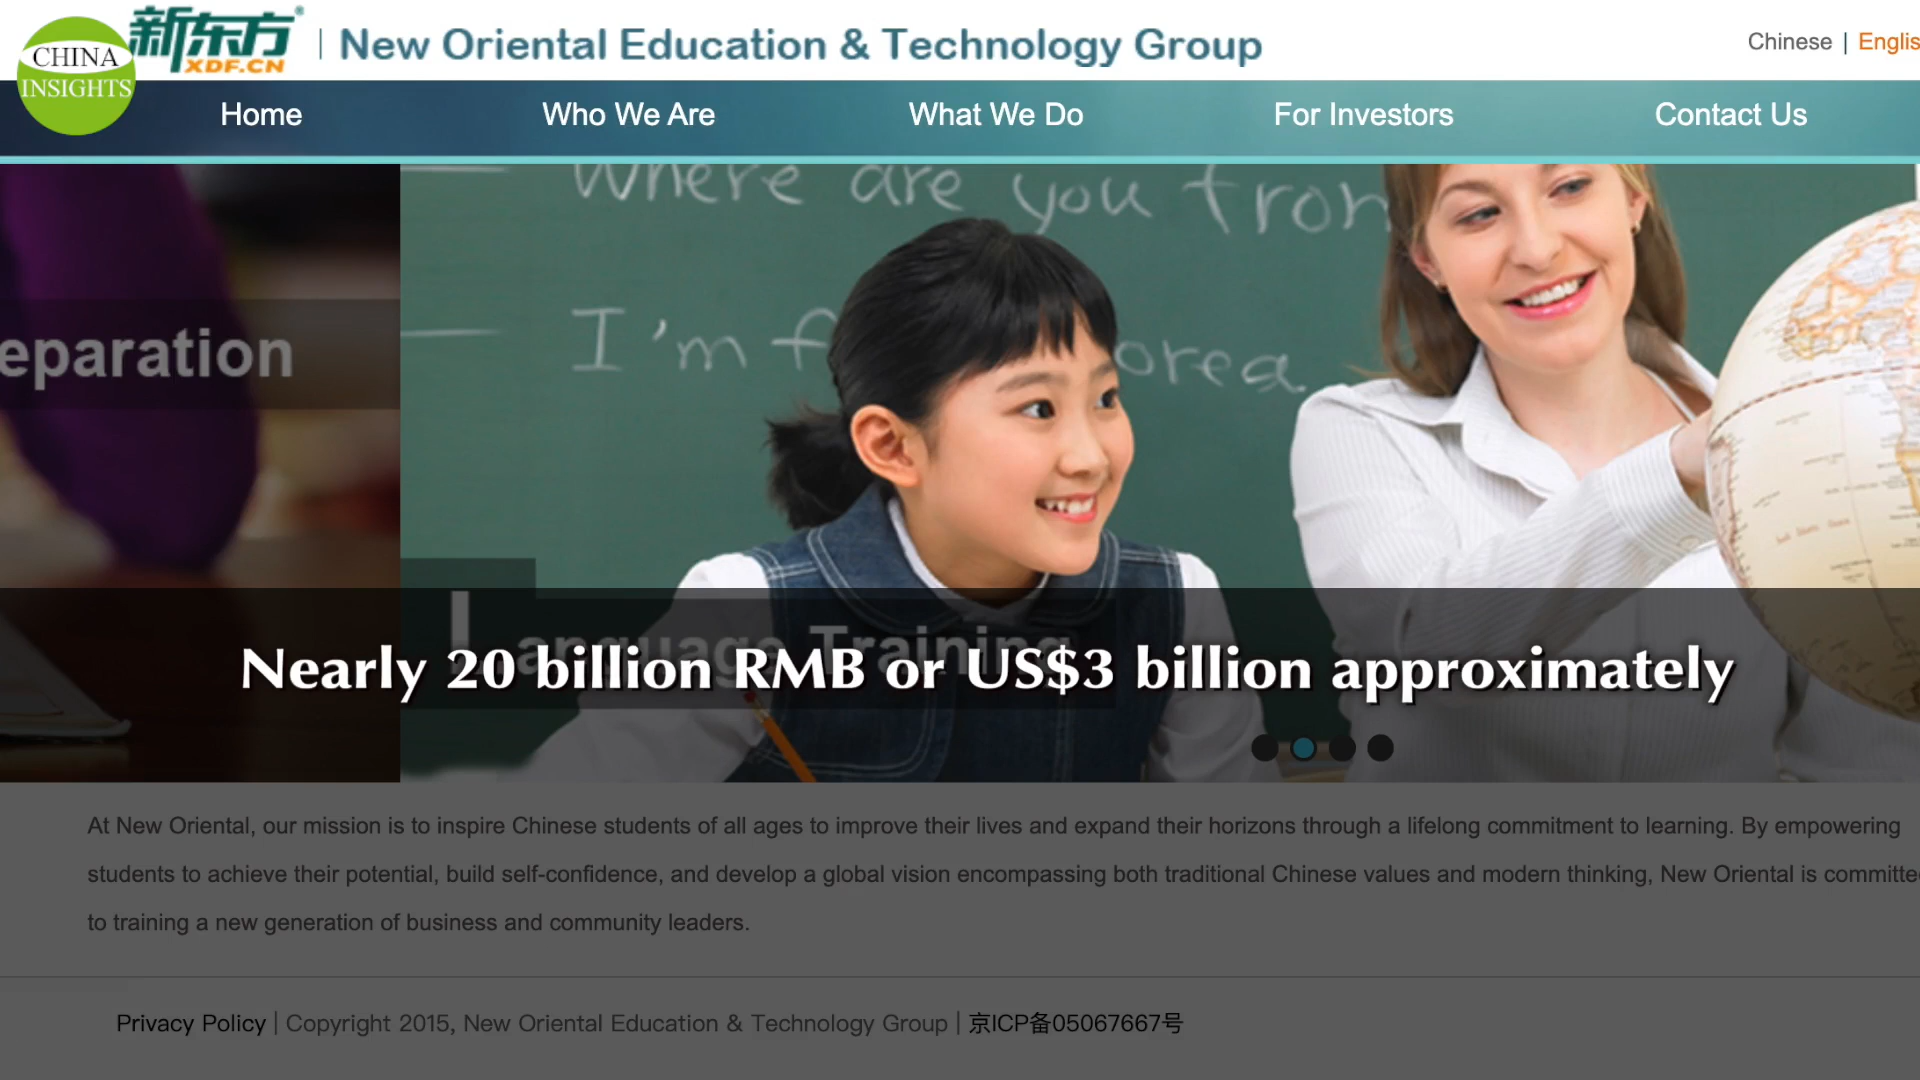 CHINA
INSIGHTS
新东方
XDF.CN
New Oriental Education & Technology Group
Chinese | Englis
Home
Who We Are
What We Do
For Investors
Contact Us
Where are you from
I'm f orea
eparation
Language Training
Nearly 20 billion RMB or US$3 billion approximately
At New Oriental, our mission is to inspire Chinese students of all ages to improve their lives and expand their horizons through a lifelong commitment to learning. By empowering
students to achieve their potential, build self-confidence, and develop a global vision encompassing both traditional Chinese values and modern thinking, New Oriental is committe
to training a new generation of business and community leaders.
Privacy Policy | Copyright 2015, New Oriental Education & Technology Group | 京ICP备05067667号